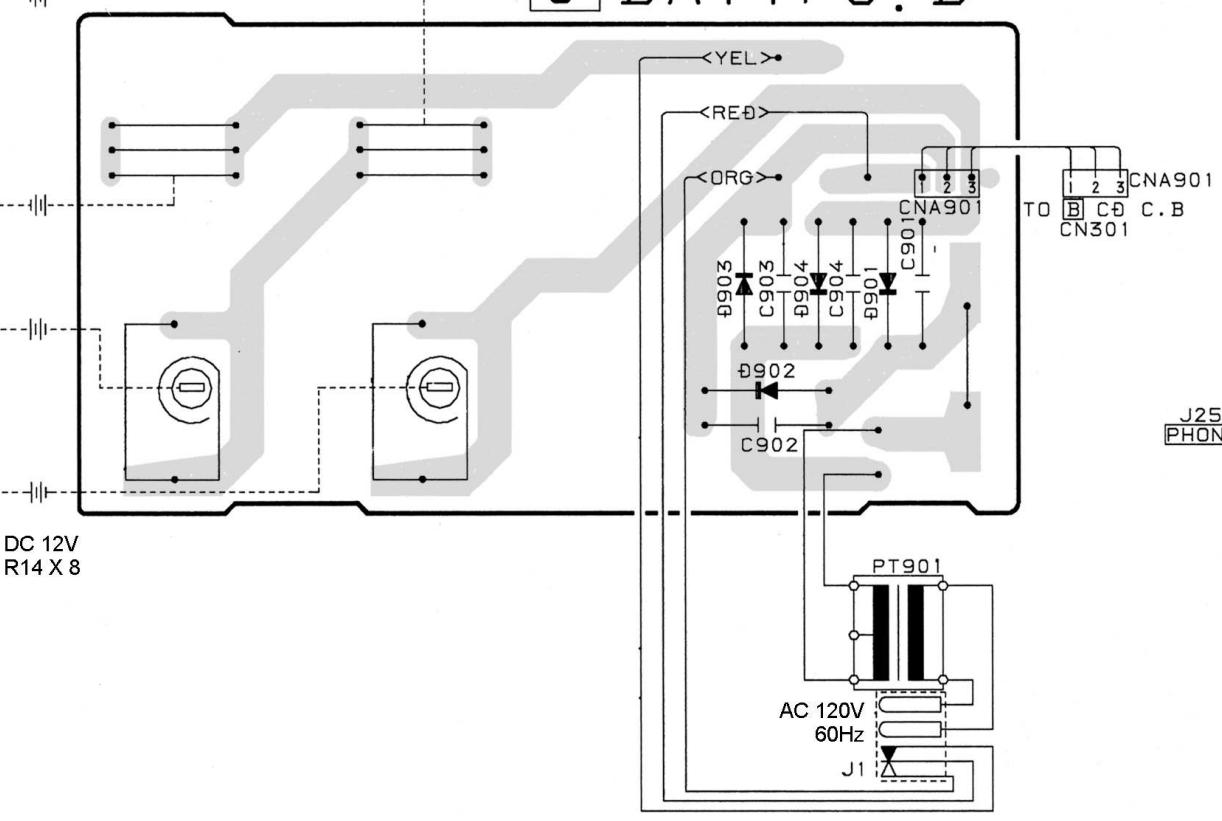 BATT C.B
<YEL>
<RED>
<ORG>
1 2 3
CNA901
1 2 3
CNA901
TO B CD C.B
CN301
D903
C903
D904
C904
D901
C901
D902
C902
J25
PHON
DC 12V
R14 X 8
PT901
AC 120V
60Hz
J1